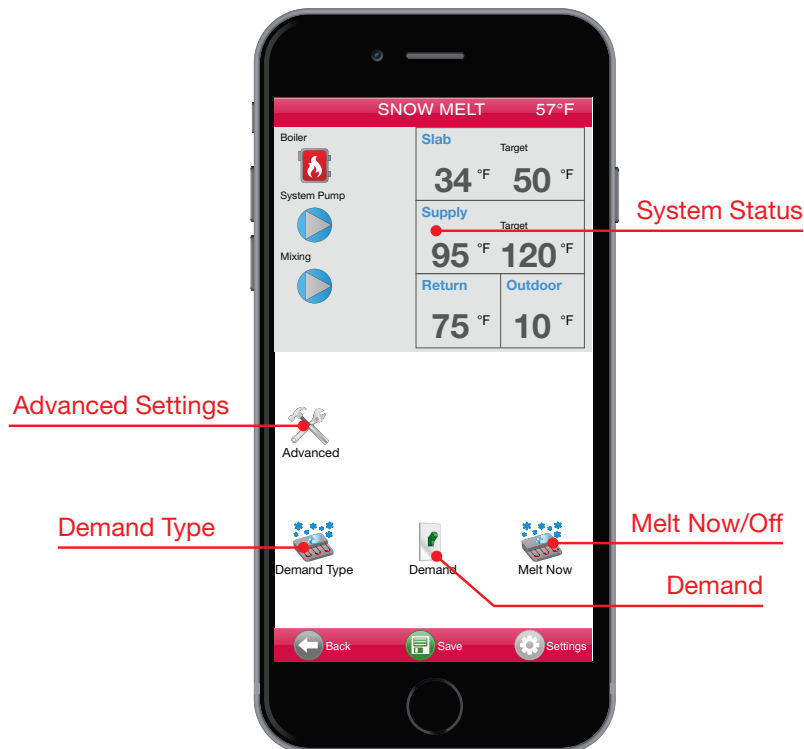 SNOW MELT 57°F
Boiler
System Pump
Mixing
Slab
Target
34 °F 50 °F
Supply
Target
95 °F 120 °F
Return Outdoor
75 °F 10 °F
System Status
Advanced Settings
Advanced
Demand Type
Melt Now/Off
Demand
Demand Type Demand Melt Now
Back Save Settings